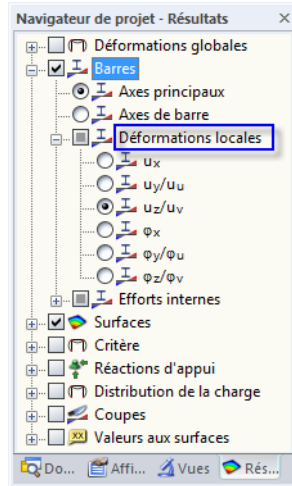 Navigateur de projet - Résultats
Déformations globales
Barres
Axes principaux
Axes de barre
Déformations locales
ux
uy/uu
uz/uv
φx
φy/φu
φz/φv
Efforts internes
Surfaces
Critère
Réactions d'appui
Distribution de la charge
Coupes
xx Valeurs aux surfaces
Do... Affi... Vues Rés...